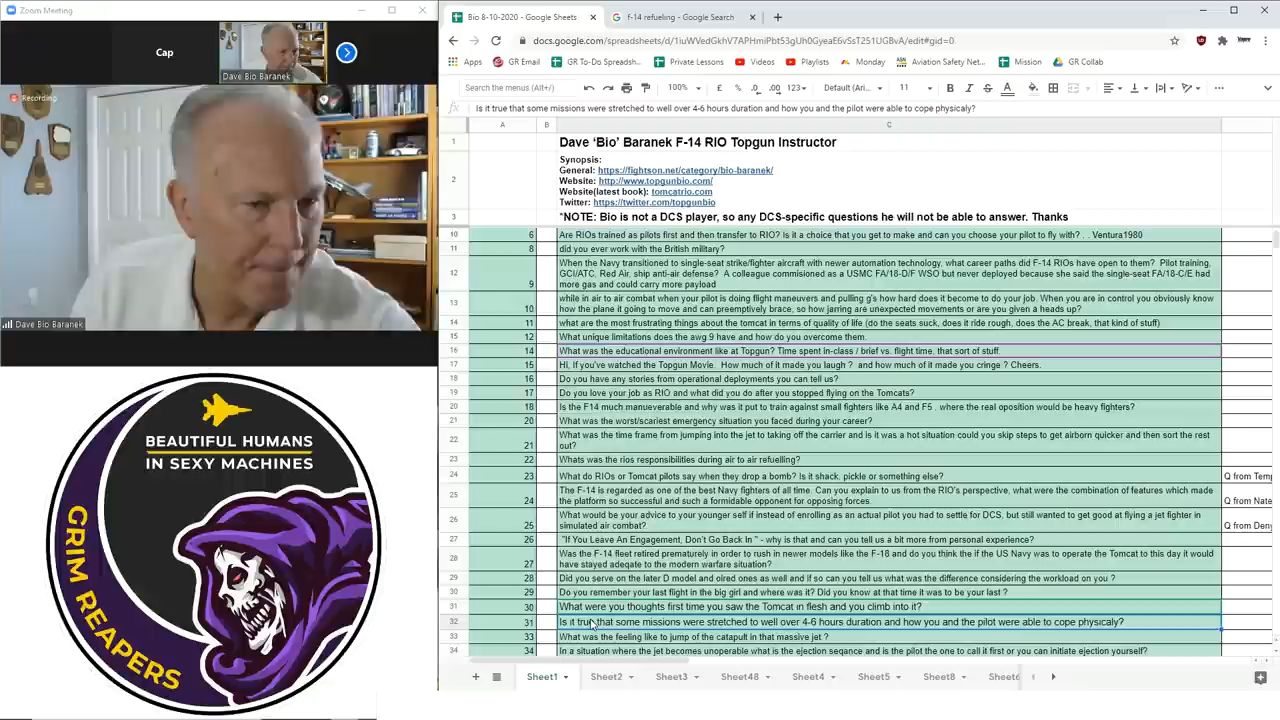 Zoom Meeting
Cap
Dave Bio Baranek
Recording
Dave Bio Baranek
BEAUTIFUL HUMANS
IN SEXY MACHINES
GRIM REAPERS
Bio 8-10-2020 - Google Sheets
f-14 refueling - Google Search
docs.google.com/spreadsheets/d/1iuWVedGkhV7APHmiPbt53gUh0GyeaE6vSsT251UGBvA/edit#gid=0
Apps GR Email GR To-Do Spreadsh... Private Lessons Videos Playlists Monday Aviation Safety Net... Mission GR Collab
Search the menus (Alt+/) 100% £ % .0 .00 123 Default (Ari... 11 B I S A
fx Is it true that some missions were stretched to well over 4-6 hours duration and how you and the pilot were able to cope physicaly?
A B C
1 Dave ‘Bio’ Baranek F-14 RIO Topgun Instructor
Synopsis:
General: https://fightson.net/category/bio-baranek/
2 Website: http://www.topgunbio.com/
Website(latest book): tomcatrio.com
Twitter: https://twitter.com/topgunbio
3 *NOTE: Bio is not a DCS player, so any DCS-specific questions he will not be able to answer. Thanks
10 6 Are RIOs trained as pilots first and then transfer to RIO? Is it a choice that you get to make and can you choose your pilot to fly with? . . Ventura1980
11 8 did you ever work with the British military?
When the Navy transitioned to single-seat strike/fighter aircraft with newer automation technology, what career paths did F-14 RIOs have open to them? Pilot training,
12 GCI/ATC, Red Air, ship anti-air defense? A colleague commisioned as a USMC FA/18-D/F WSO but never deployed because she said the single-seat FA/18-C/E had
9 more gas and could carry more payload
13 while in air to air combat when your pilot is doing flight maneuvers and pulling g's how hard does it become to do your job. When you are in control you obviously know
10 how the plane it going to move and can preemptively brace; so how jarring are unexpected movements or are you given a heads up?
14 11 what are the most frustrating things about the tomcat in terms of quality of life (do the seats suck, does it ride rough, does the AC break, that kind of stuff)
15 12 What unique limitations does the awg 9 have and how do you overcome them.
16 14 What was the educational environment like at Topgun? Time spent in-class / brief vs. flight time, that sort of stuff.
17 15 Hi, If you've watched the Topgun Movie. How much of it made you laugh ? and how much of it made you cringe ? Cheers.
18 16 Do you have any stories from operational deployments you can tell us?
19 17 Do you love your job as RIO and what did you do after you stopped flying on the Tomcats?
20 18 Is the F14 much manueverable and why was it put to train against small fighters like A4 and F5 , where the real oposition would be heavy fighters?
21 20 What was the worst/scariest emergency situation you faced during your career?
22 What was the time frame from jumping into the jet to taking off the carrier and is it was a hot situation could you skip steps to get airborn quicker and then sort the rest
21 out?
23 22 Whats was the rios responsibilities during air to air refuelling?
24 23 What do RIOs or Tomcat pilots say when they drop a bomb? Is it shack, pickle or something else? Q from Tem
25 The F-14 is regarded as one of the best Navy fighters of all time. Can you explain to us from the RIO's perspective, what were the combination of features which made
24 the platform so successful and such a formidable opponent for opposing forces. Q from Nate
26 What would be your advice to your younger self if instead of enrolling as an actual pilot you had to settle for DCS, but still wanted to get good at flying a jet fighter in
25 simulated air combat? Q from Den
27 26 "If You Leave An Engagement, Don't Go Back In " - why is that and can you tell us a bit more from personal experience?
28 Was the F-14 fleet retired prematurely in order to rush in newer models like the F-18 and do you think the if the US Navy was to operate the Tomcat to this day it would
27 have stayed adeqate to the modern warfare situation?
29 28 Did you serve on the later D model and oired ones as well and if so can you tell us what was the difference considering the workload on you ?
30 29 Do you remember your last flight in the big girl and where was it? Did you know at that time it was to be your last ?
31 30 What were you thoughts first time you saw the Tomcat in flesh and you climb into it?
32 31 Is it true that some missions were stretched to well over 4-6 hours duration and how you and the pilot were able to cope physicaly?
33 33 What was the feeling like to jump of the catapult in that massive jet ?
34 34 In a situation where the jet becomes unoperable what is the ejection seqance and is the pilot the one to call it first or you can initiate ejection yourself?
Sheet1 Sheet2 Sheet3 Sheet48 Sheet4 Sheet5 Sheet8 Sheet6